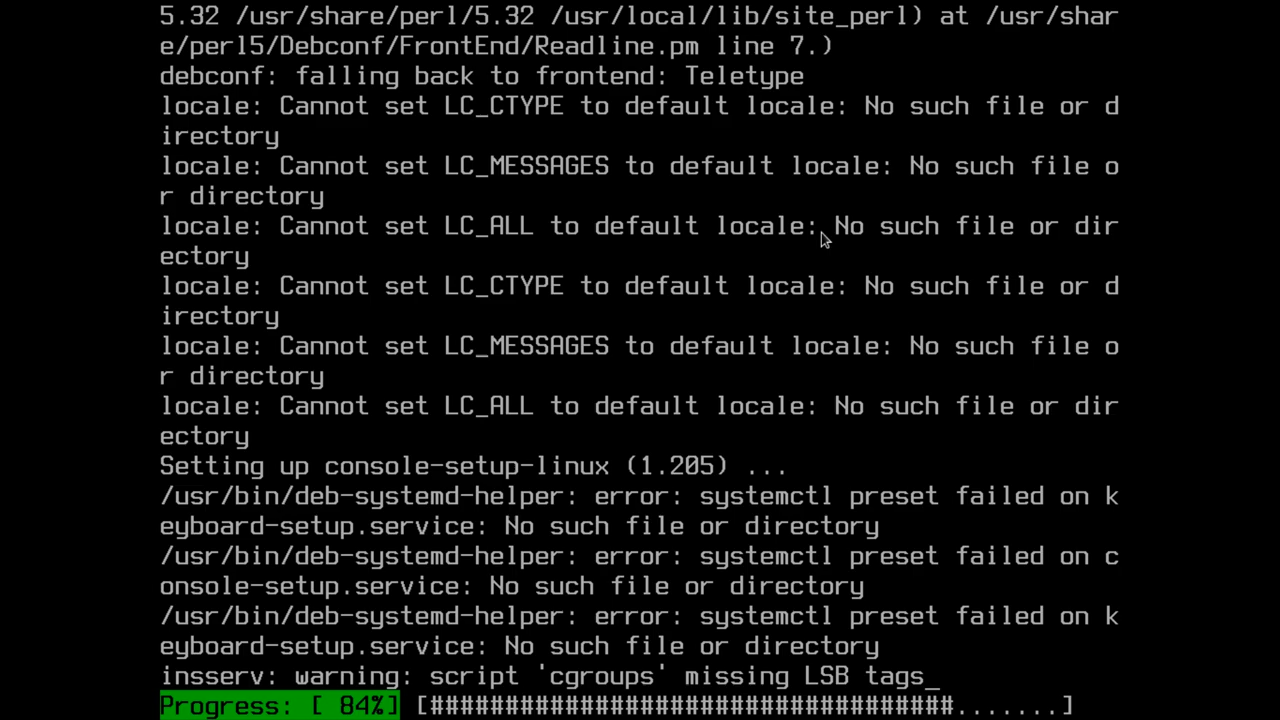 5.32 /usr/share/perl/5.32 /usr/local/lib/site_perl) at /usr/shar
e/perl5/Debconf/FrontEnd/Readline.pm line 7.)
debconf: falling back to frontend: Teletype
locale: Cannot set LC_CTYPE to default locale: No such file or d
irectory
locale: Cannot set LC_MESSAGES to default locale: No such file o
r directory
locale: Cannot set LC_ALL to default locale: No such file or dir
ectory
locale: Cannot set LC_CTYPE to default locale: No such file or d
irectory
locale: Cannot set LC_MESSAGES to default locale: No such file o
r directory
locale: Cannot set LC_ALL to default locale: No such file or dir
ectory
Setting up console-setup-linux (1.205) ...
/usr/bin/deb-systemd-helper: error: systemctl preset failed on k
eyboard-setup.service: No such file or directory
/usr/bin/deb-systemd-helper: error: systemctl preset failed on c
onsole-setup.service: No such file or directory
/usr/bin/deb-systemd-helper: error: systemctl preset failed on k
eyboard-setup.service: No such file or directory
insserv: warning: script 'cgroups' missing LSB tags_
Progress: [ 84%] [###################################.......]